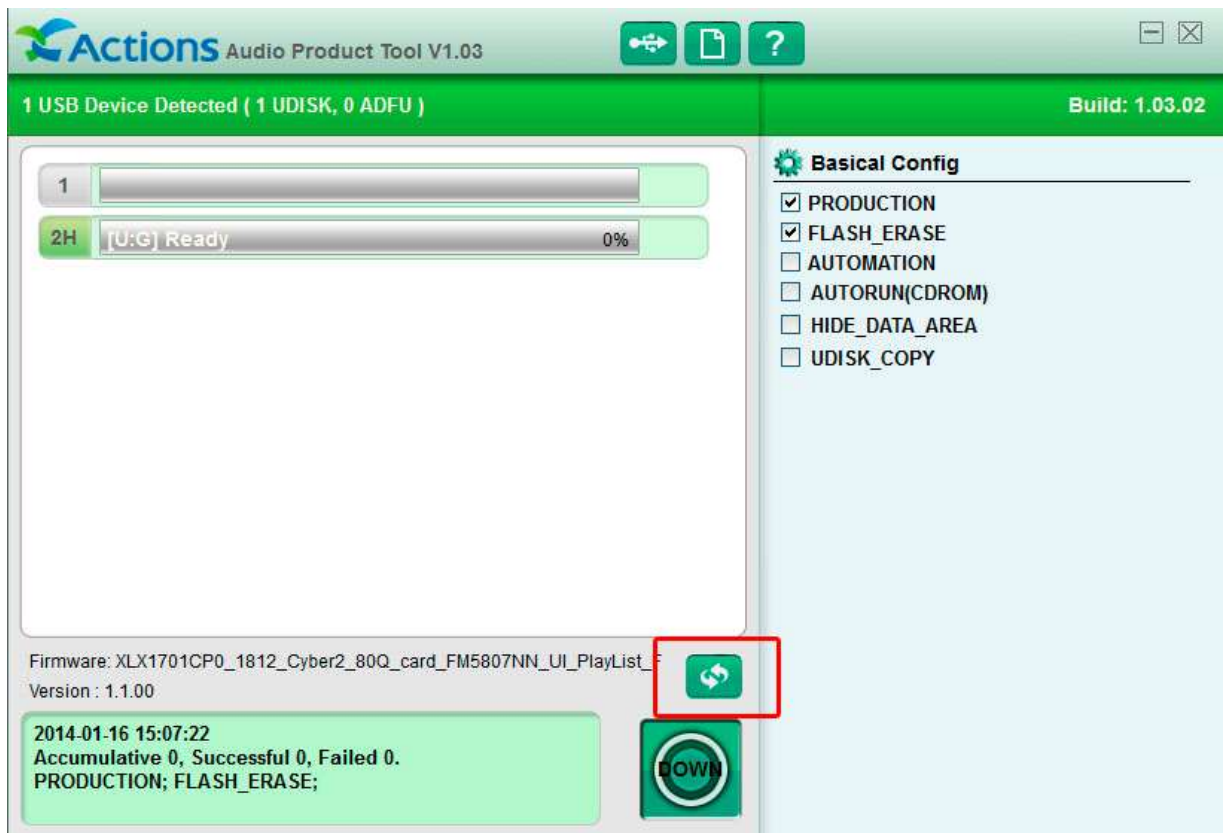 Actions Audio Product Tool V1.03
?
1 USB Device Detected ( 1 UDISK, 0 ADFU )
Build: 1.03.02
1
2H [U:G] Ready 0%
Basical Config
PRODUCTION
FLASH_ERASE
AUTOMATION
AUTORUN(CDROM)
HIDE_DATA_AREA
UDISK_COPY
Firmware: XLX1701CP0_1812_Cyber2_80Q_card_FM5807NN_UI_PlayList_F
Version : 1.1.00
2014-01-16 15:07:22
Accumulative 0, Successful 0, Failed 0.
PRODUCTION; FLASH_ERASE;
DOWN